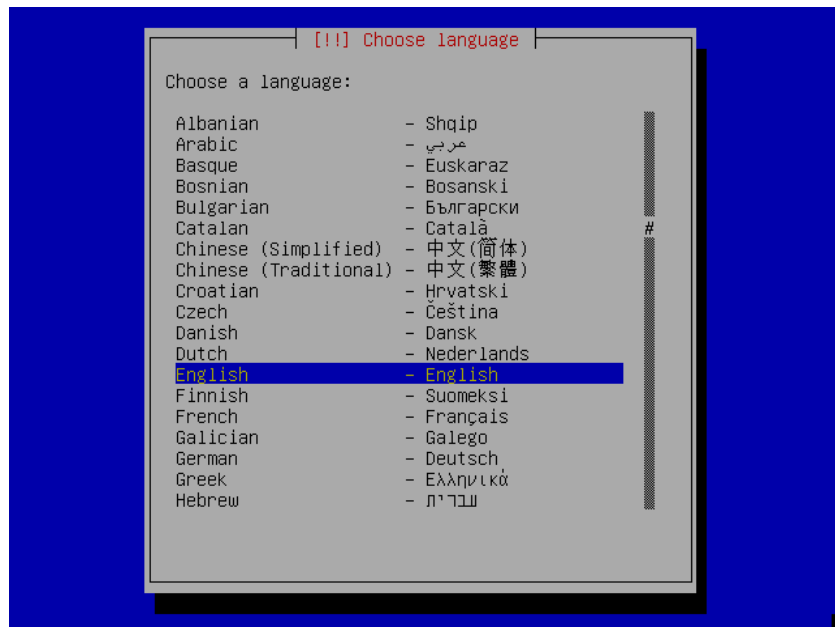 [!!] Choose language
Choose a language:
Albanian - Shqip
Arabic - عربي
Basque - Euskaraz
Bosnian - Bosanski
Bulgarian - Български
Catalan - Català
Chinese (Simplified) - 中文(简体)
Chinese (Traditional) - 中文(繁體)
Croatian - Hrvatski
Czech - Čeština
Danish - Dansk
Dutch - Nederlands
English - English
Finnish - Suomeksi
French - Français
Galician - Galego
German - Deutsch
Greek - Ελληνικά
Hebrew - עברית